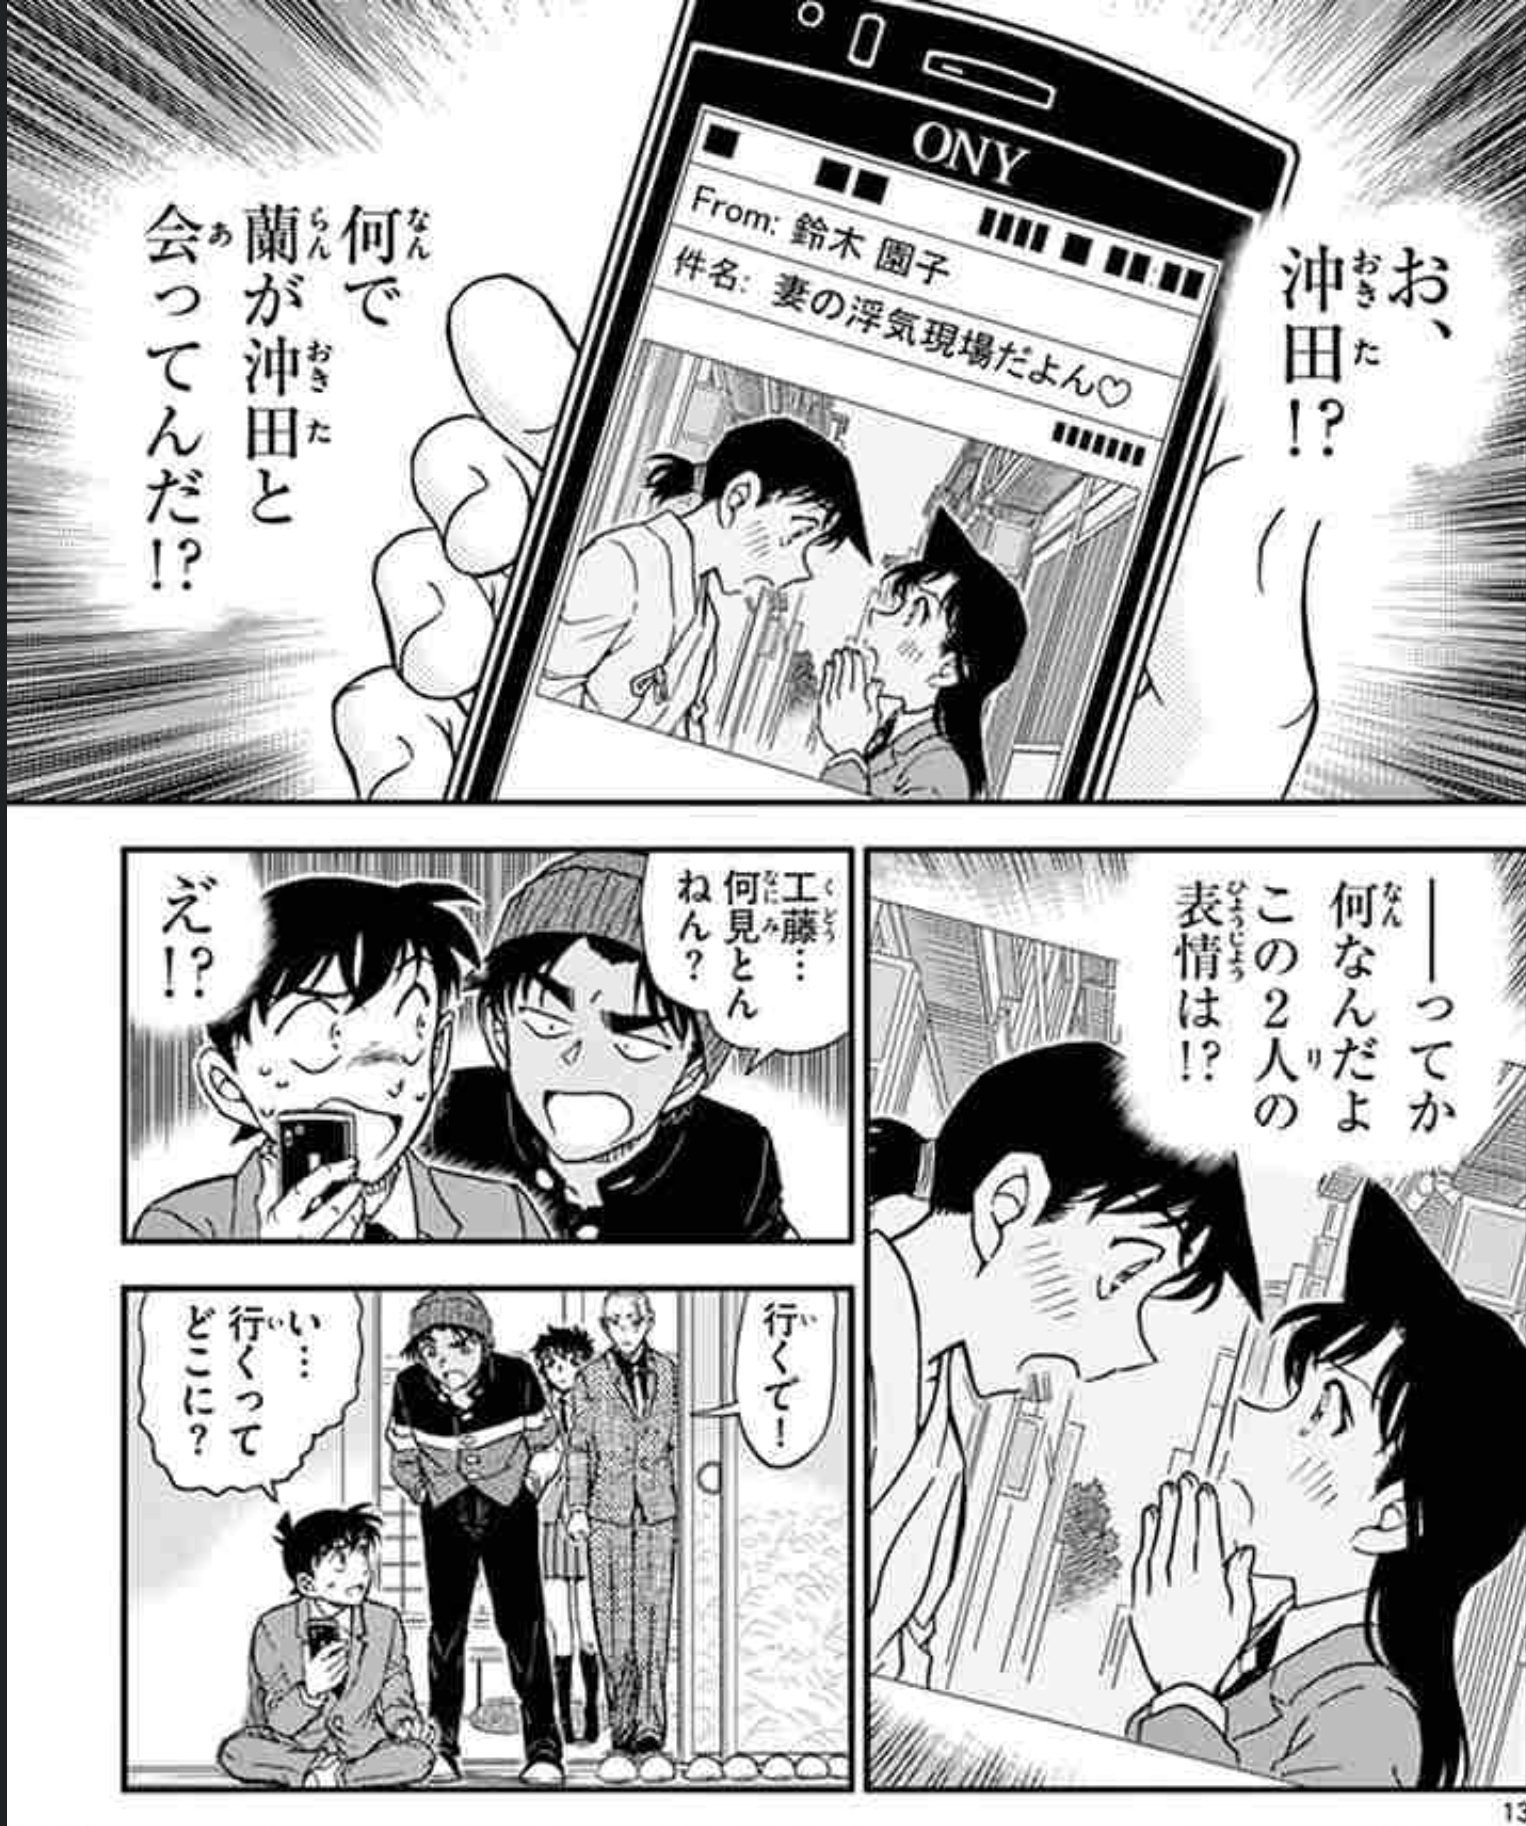 お、
沖田!?
ONY
From: 鈴木 園子
件名: 妻の浮気現場だよん♡
何で
蘭が沖田と
会ってんだ!?
――ってか
何なんだよ
この2人の
表情は!?
工藤…
何見とん
ねん?
え゛!?
行くて!
い…
行くって
どこに?
13